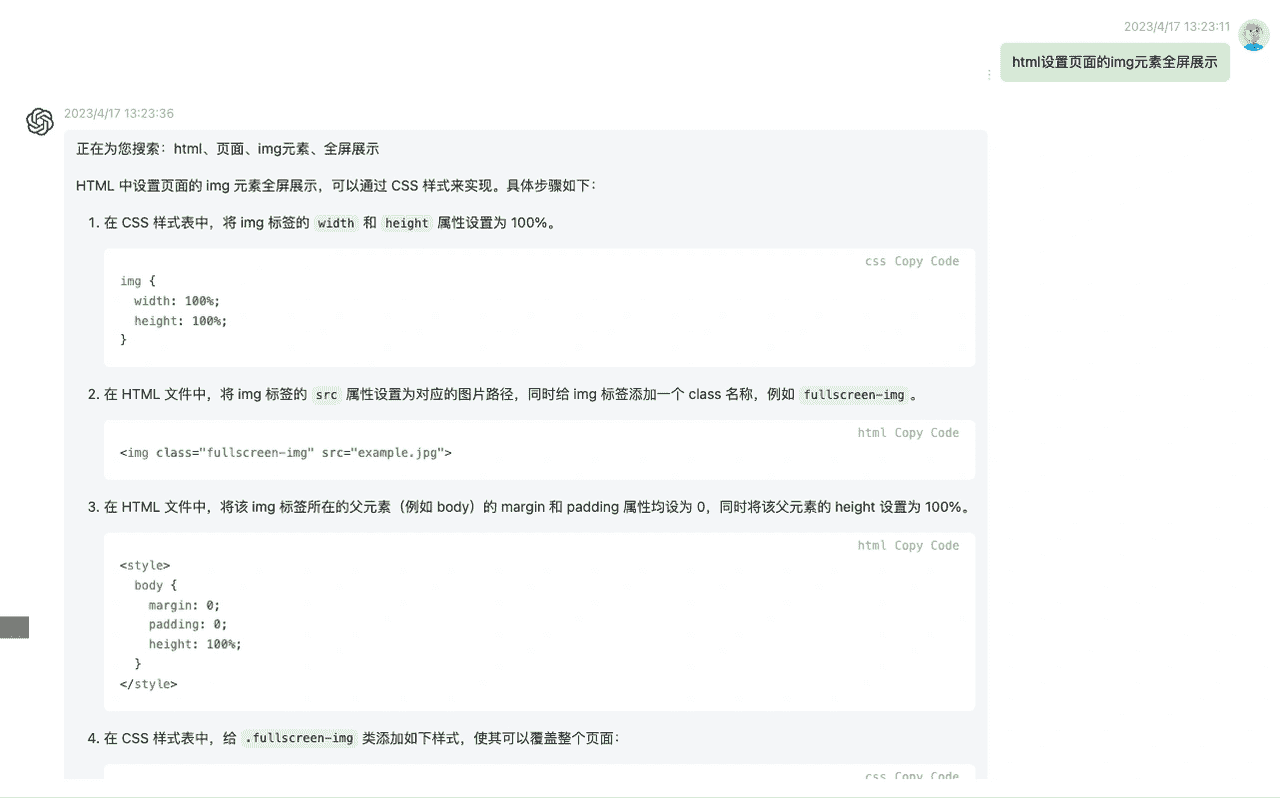 2023/4/17 13:23:11
html设置页面的img元素全屏展示
2023/4/17 13:23:36
正在为您搜索：html、页面、img元素、全屏展示
HTML 中设置页面的 img 元素全屏展示，可以通过 CSS 样式来实现。具体步骤如下：
1. 在 CSS 样式表中，将 img 标签的 width 和 height 属性设置为 100%。
css Copy Code
img {
  width: 100%;
  height: 100%;
}
2. 在 HTML 文件中，将 img 标签的 src 属性设置为对应的图片路径，同时给 img 标签添加一个 class 名称，例如 fullscreen-img 。
html Copy Code
<img class="fullscreen-img" src="example.jpg">
3. 在 HTML 文件中，将该 img 标签所在的父元素（例如 body）的 margin 和 padding 属性均设为 0，同时将该父元素的 height 设置为 100%。
html Copy Code
<style>
  body {
    margin: 0;
    padding: 0;
    height: 100%;
  }
</style>
4. 在 CSS 样式表中，给 .fullscreen-img 类添加如下样式，使其可以覆盖整个页面：
css Copy Code